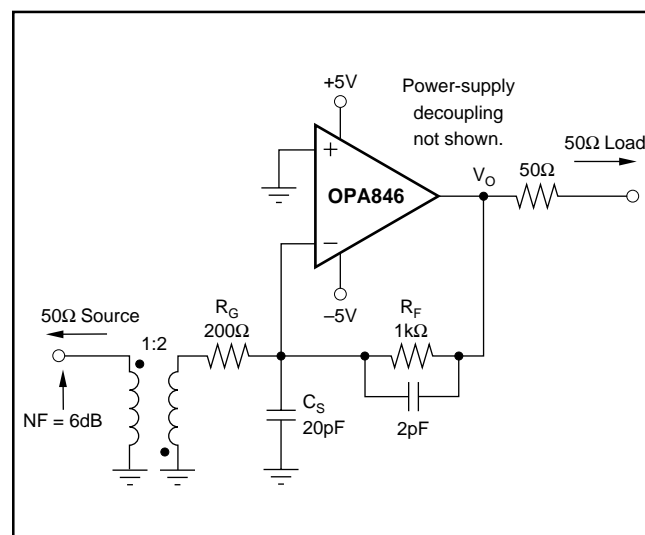 +5V
Power-supply
decoupling
not shown.
50Ω Load
+
OPA846
V_O
50Ω
–
–5V
50Ω Source
R_G
200Ω
R_F
1kΩ
1:2
NF = 6dB
C_S
20pF
2pF